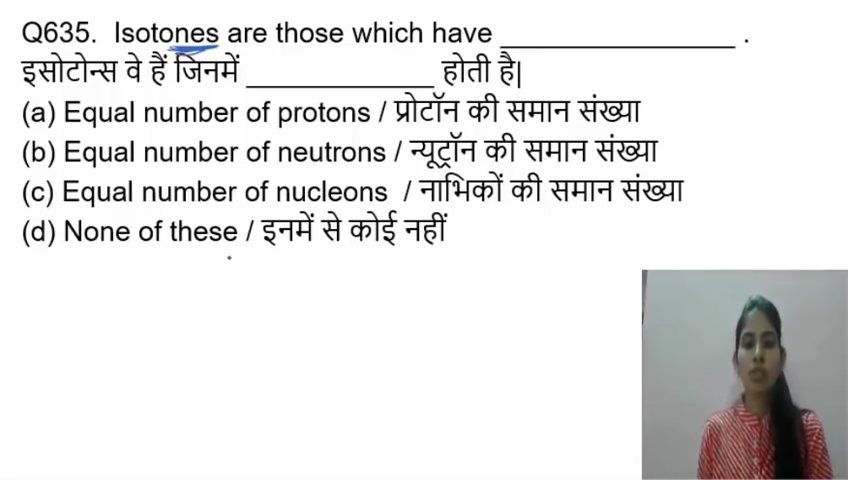 Q635. Isotones are those which have ________________ .
इसोटोन्स वे हैं जिनमें ______________ होती है|
(a) Equal number of protons / प्रोटॉन की समान संख्या
(b) Equal number of neutrons / न्यूट्रॉन की समान संख्या
(c) Equal number of nucleons / नाभिकों की समान संख्या
(d) None of these / इनमें से कोई नहीं